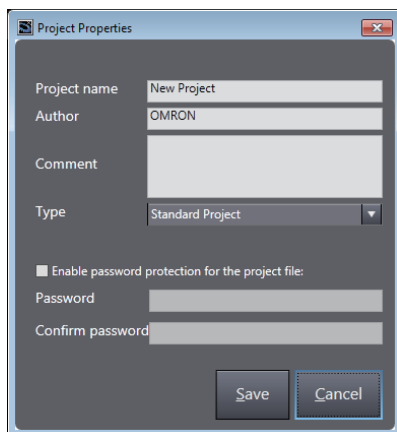 Project Properties
Project name New Project
Author OMRON
Comment
Type Standard Project
Enable password protection for the project file:
Password
Confirm password
Save Cancel